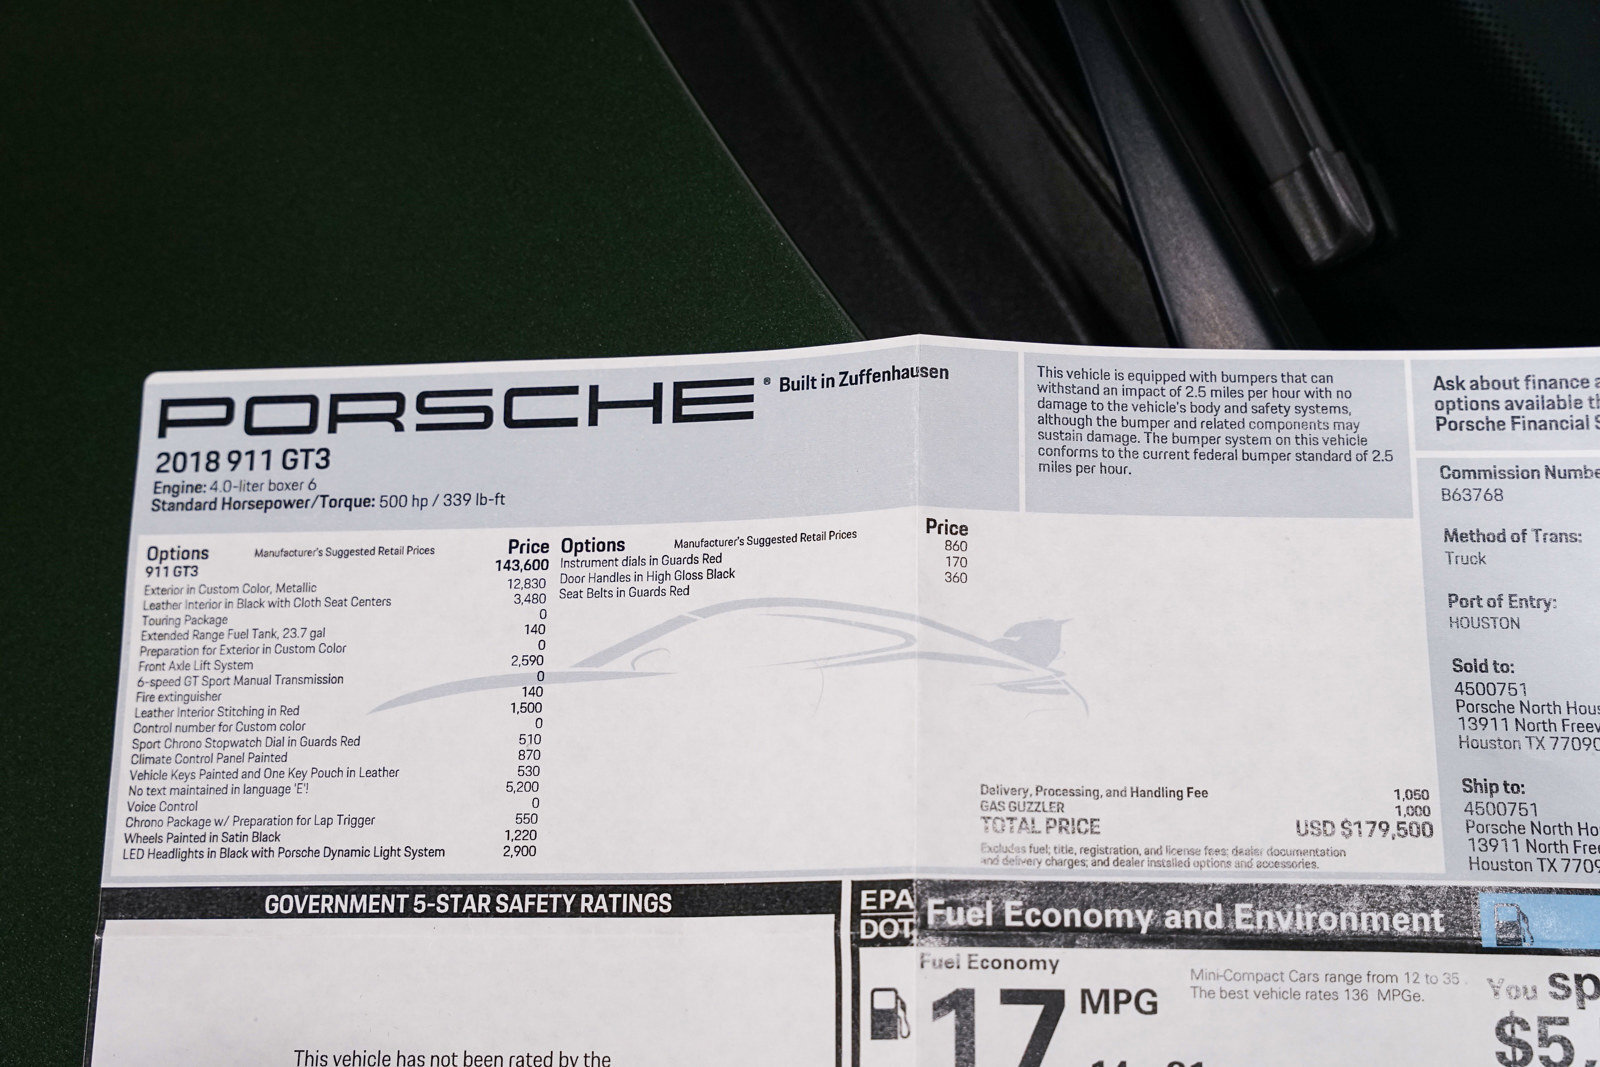 PORSCHE® Built in Zuffenhausen
2018 911 GT3
Engine: 4.0-liter boxer 6
Standard Horsepower/Torque: 500 hp / 339 lb-ft
This vehicle is equipped with bumpers that can
withstand an impact of 2.5 miles per hour with no
damage to the vehicle's body and safety systems,
although the bumper and related components may
sustain damage. The bumper system on this vehicle
conforms to the current federal bumper standard of 2.5
miles per hour.
Ask about finance
options available
Porsche Financial
Options Manufacturer's Suggested Retail Prices Price
911 GT3 143,600
Exterior in Custom Color, Metallic 12,830
Leather Interior in Black with Cloth Seat Centers 3,480
Touring Package 0
Extended Range Fuel Tank, 23.7 gal 140
Preparation for Exterior in Custom Color 0
Front Axle Lift System 2,590
6-speed GT Sport Manual Transmission 0
Fire extinguisher 140
Leather Interior Stitching in Red 1,500
Control number for Custom color 0
Sport Chrono Stopwatch Dial in Guards Red 510
Climate Control Panel Painted 870
Vehicle Keys Painted and One Key Pouch in Leather 530
No text maintained in language 'E'! 5,200
Voice Control 0
Chrono Package w/ Preparation for Lap Trigger 550
Wheels Painted in Satin Black 1,220
LED Headlights in Black with Porsche Dynamic Light System 2,900
Options Manufacturer's Suggested Retail Prices Price
Instrument dials in Guards Red 860
Door Handles in High Gloss Black 170
Seat Belts in Guards Red 360
Delivery, Processing, and Handling Fee 1,050
GAS GUZZLER 1,000
TOTAL PRICE USD $179,500
Excludes fuel; title, registration, and license fees; dealer documentation
and delivery charges; and dealer installed options and accessories.
Commission Numbe
B63768
Method of Trans:
Truck
Port of Entry:
HOUSTON
Sold to:
4500751
Porsche North Hous
13911 North Freew
Houston TX 77090
Ship to:
4500751
Porsche North Ho
13911 North Free
Houston TX 7709
GOVERNMENT 5-STAR SAFETY RATINGS
This vehicle has not been rated by the
EPA
DOT
Fuel Economy and Environment
Fuel Economy
17 MPG
Mini-Compact Cars range from 12 to 35.
The best vehicle rates 136 MPGe.
You sp
$5,